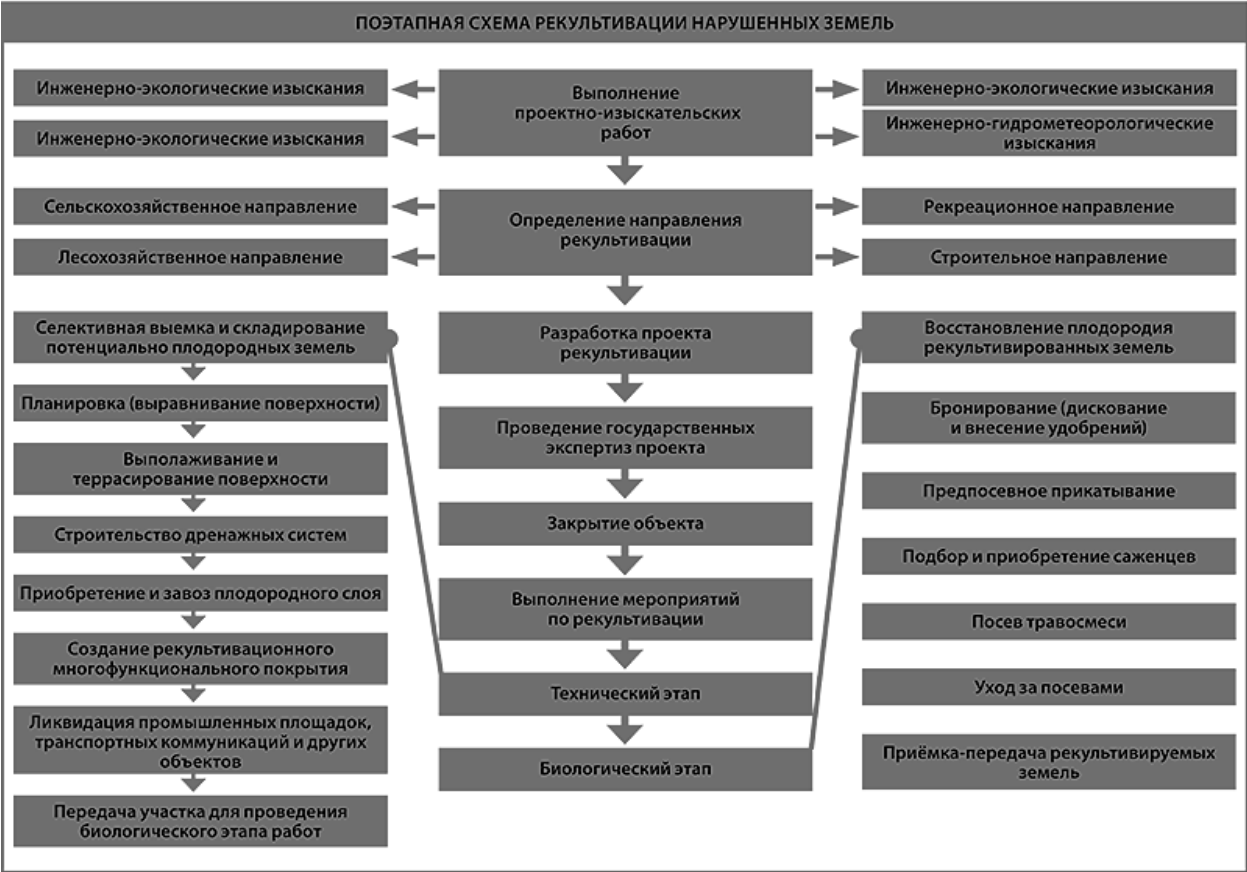 ПОЭТАПНАЯ СХЕМА РЕКУЛЬТИВАЦИИ НАРУШЕННЫХ ЗЕМЕЛЬ
Инженерно-экологические изыскания
Инженерно-экологические изыскания
Выполнение
проектно-изыскательских
работ
Инженерно-экологические изыскания
Инженерно-гидрометеорологические
изыскания
Сельскохозяйственное направление
Лесохозяйственное направление
Определение направления
рекультивации
Рекреационное направление
Строительное направление
Селективная выемка и складирование
потенциально плодородных земель
Планировка (выравнивание поверхности)
Выполаживание и
террасирование поверхности
Строительство дренажных систем
Приобретение и завоз плодородного слоя
Создание рекультивационного
многофункционального покрытия
Ликвидация промышленных площадок,
транспортных коммуникаций и других
объектов
Передача участка для проведения
биологического этапа работ
Разработка проекта
рекультивации
Проведение государственных
экспертиз проекта
Закрытие объекта
Выполнение мероприятий
по рекультивации
Технический этап
Биологический этап
Восстановление плодородия
рекультивированных земель
Бронирование (дискование
и внесение удобрений)
Предпосевное прикатывание
Подбор и приобретение саженцев
Посев травосмеси
Уход за посевами
Приёмка-передача рекультивируемых
земель